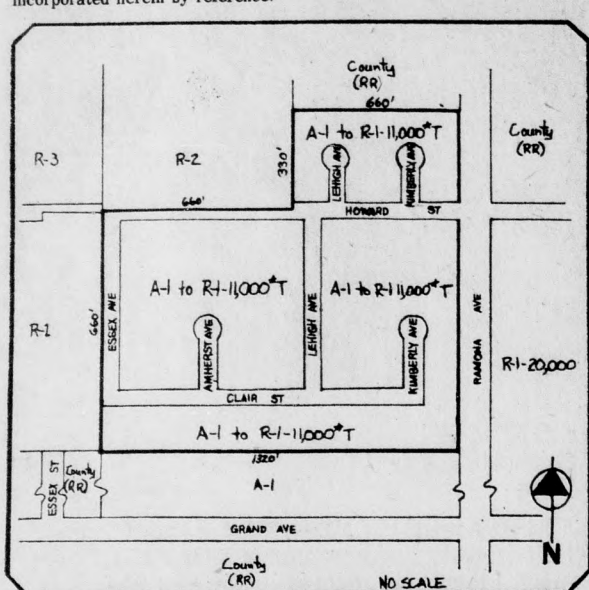 incorporated herein by reference.
County
(RR)
660'
A-1 to R-1-11,000*T
County
(RR)
R-3
R-2
330'
LEHIGH AVE
KIMBERLY AVE
660'
HOWARD ST
660'
ESSEX AVE
A-1 to R-1-11,000*T
A-1 to R-1-11,000*T
AMHERST AVE
LEHIGH AVE
KIMBERLY AVE
RAMONA AVE
R-1-20,000
CLAIR ST
A-1 to R-1-11,000*T
1320'
ESSEX ST
County
(RR)
A-1
GRAND AVE
N
County
(RR)
NO SCALE